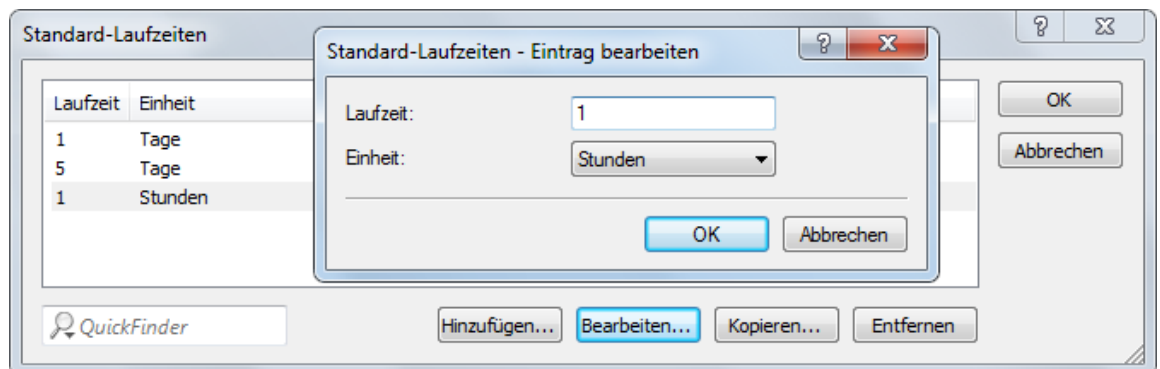 Standard-Laufzeiten
Laufzeit Einheit
1 Tage
5 Tage
1 Stunden
Standard-Laufzeiten - Eintrag bearbeiten
Laufzeit: 1
Einheit: Stunden
OK Abbrechen
OK
Abbrechen
QuickFinder
Hinzufügen... Bearbeiten... Kopieren... Entfernen